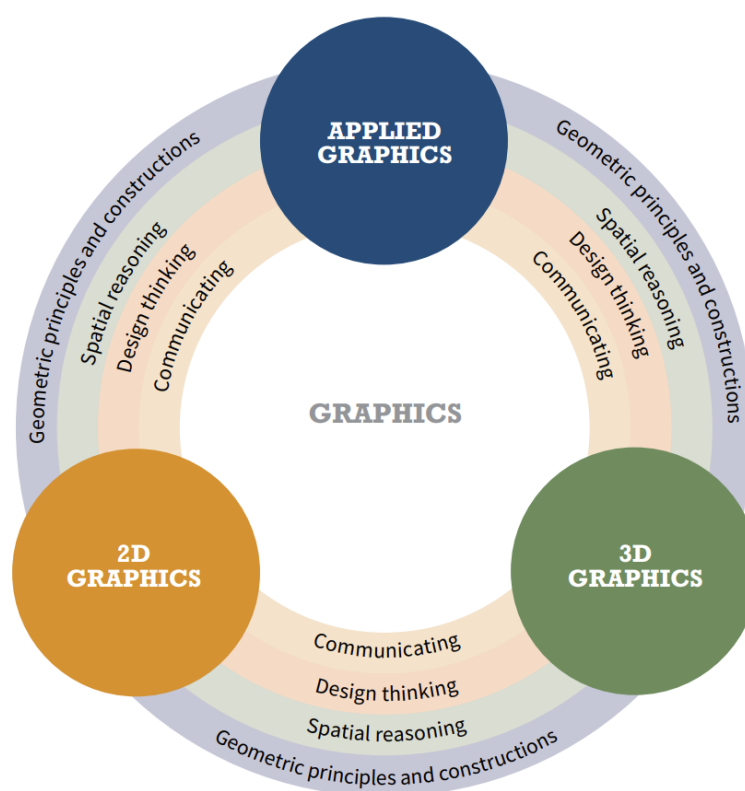 APPLIED
GRAPHICS
Geometric principles and constructions
Spatial reasoning
Design thinking
Communicating
Geometric principles and constructions
Spatial reasoning
Design thinking
Communicating
GRAPHICS
2D
GRAPHICS
3D
GRAPHICS
Communicating
Design thinking
Spatial reasoning
Geometric principles and constructions